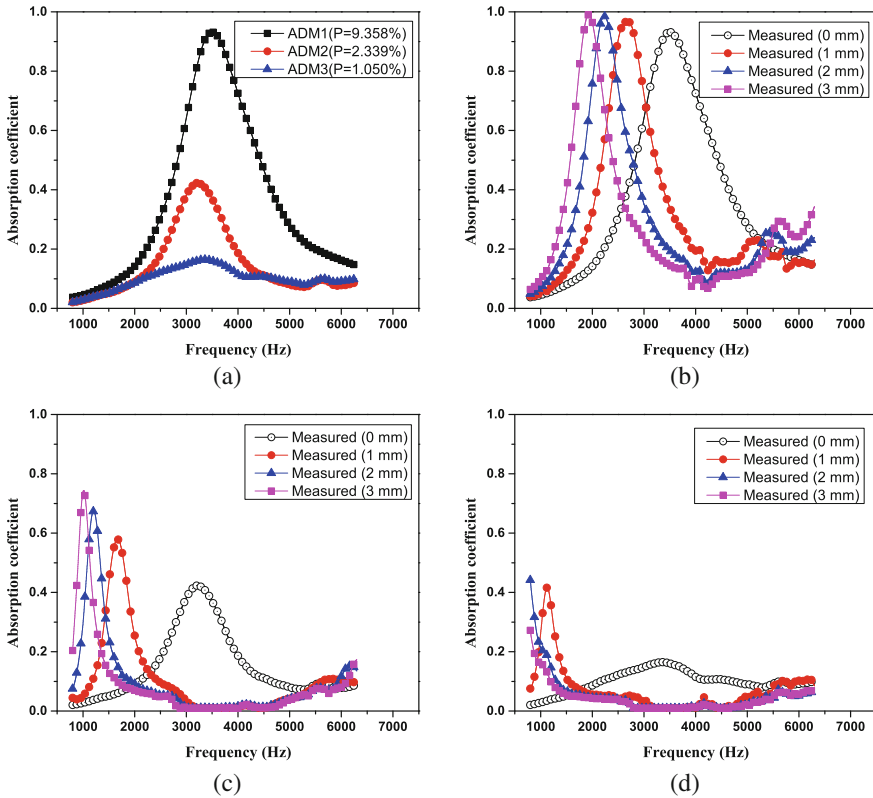 1.0
0.8
0.6
0.4
0.2
0.0
Absorption coefficient
ADM1(P=9.358%)
ADM2(P=2.339%)
ADM3(P=1.050%)
1000 2000 3000 4000 5000 6000 7000
Frequency (Hz)
(a)
1.0
0.8
0.6
0.4
0.2
0.0
Absorption coefficient
Measured (0 mm)
Measured (1 mm)
Measured (2 mm)
Measured (3 mm)
1000 2000 3000 4000 5000 6000 7000
Frequency (Hz)
(b)
1.0
0.8
0.6
0.4
0.2
0.0
Absorption coefficient
Measured (0 mm)
Measured (1 mm)
Measured (2 mm)
Measured (3 mm)
1000 2000 3000 4000 5000 6000 7000
Frequency (Hz)
(c)
1.0
0.8
0.6
0.4
0.2
0.0
Absorption coefficient
Measured (0 mm)
Measured (1 mm)
Measured (2 mm)
Measured (3 mm)
1000 2000 3000 4000 5000 6000 7000
Frequency (Hz)
(d)